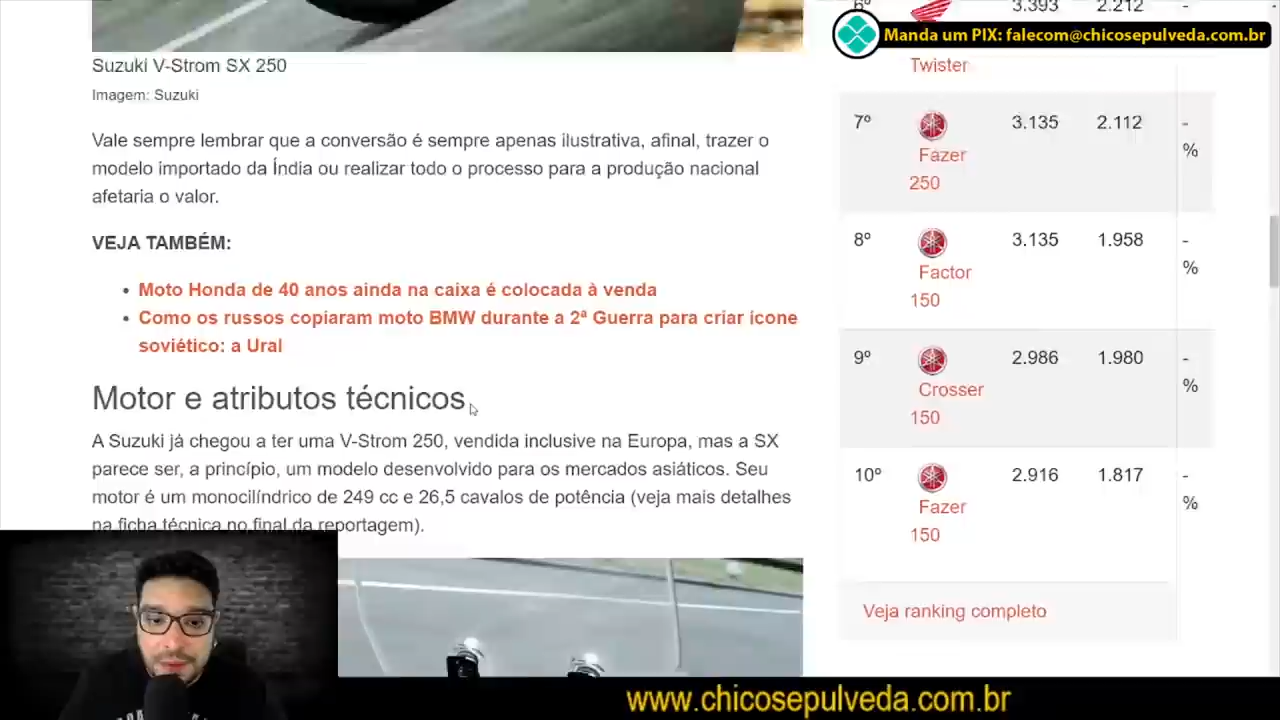 Suzuki V-Strom SX 250
Imagem: Suzuki
Vale sempre lembrar que a conversão é sempre apenas ilustrativa, afinal, trazer o
modelo importado da Índia ou realizar todo o processo para a produção nacional
afetaria o valor.
VEJA TAMBÉM:
• Moto Honda de 40 anos ainda na caixa é colocada à venda
• Como os russos copiaram moto BMW durante a 2ª Guerra para criar ícone
soviético: a Ural
Motor e atributos técnicos
A Suzuki já chegou a ter uma V-Strom 250, vendida inclusive na Europa, mas a SX
parece ser, a princípio, um modelo desenvolvido para os mercados asiáticos. Seu
motor é um monocilíndrico de 249 cc e 26,5 cavalos de potência (veja mais detalhes
na ficha técnica no final da reportagem).
6º 3.393 2.212 -
Manda um PIX: falecom@chicosepulveda.com.br
Twister
7º 3.135 2.112 -
%
Fazer
250
8º 3.135 1.958 -
%
Factor
150
9º 2.986 1.980 -
%
Crosser
150
10º 2.916 1.817 -
%
Fazer
150
Veja ranking completo
www.chicosepulveda.com.br